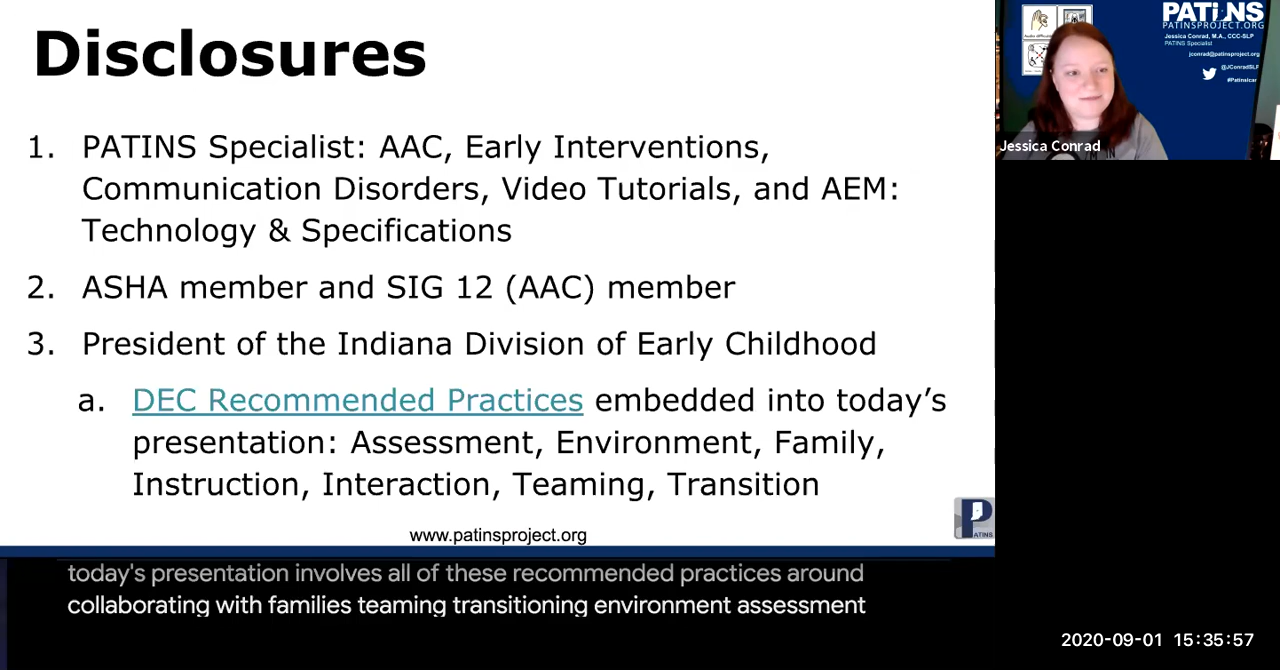 Disclosures
1. PATINS Specialist: AAC, Early Interventions,
Communication Disorders, Video Tutorials, and AEM:
Technology & Specifications
2. ASHA member and SIG 12 (AAC) member
3. President of the Indiana Division of Early Childhood
a. DEC Recommended Practices embedded into today’s
presentation: Assessment, Environment, Family,
Instruction, Interaction, Teaming, Transition
www.patinsproject.org
PATINS
today's presentation involves all of these recommended practices around
collaborating with families teaming transitioning environment assessment
PATINS
PATINSPROJECT.ORG
Jessica Conrad, M.A., CCC-SLP
PATINS Specialist
jconrad@patinsproject.org
@JConradSLP
#PatinsIcam
Jessica Conrad
2020-09-01 15:35:57